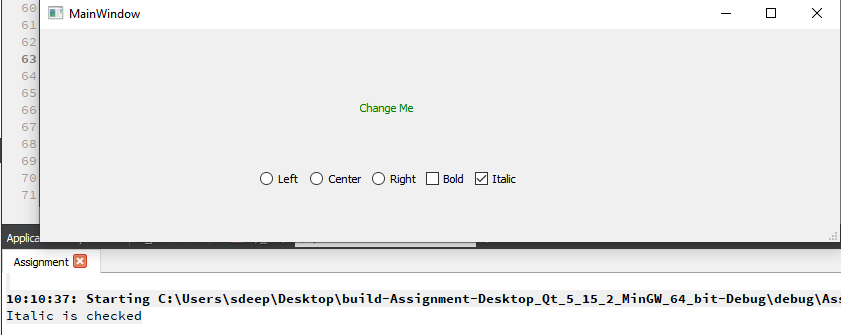 60
MainWindow
61
62
63
64
65
Change Me
66
67
68
69
70
Left Center Right Bold Italic
71
Applica
Assignment
10:10:37: Starting C:\Users\sdeep\Desktop\build-Assignment-Desktop_Qt_5_15_2_MinGW_64_bit-Debug\debug\Ass
Italic is checked